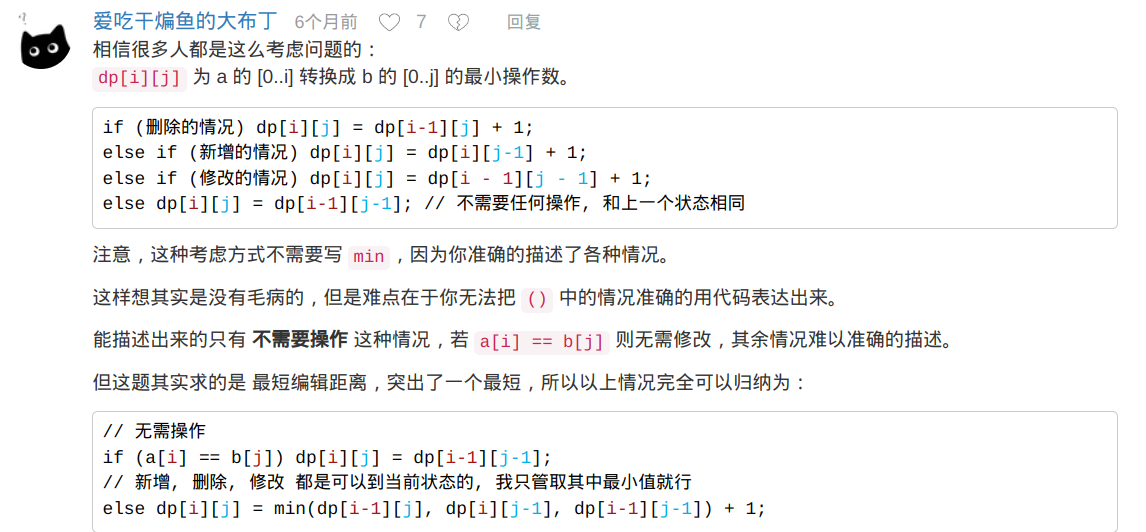 爱吃干煸鱼的大布丁 6个月前 7 回复
相信很多人都是这么考虑问题的：
dp[i][j] 为 a 的 [0..i] 转换成 b 的 [0..j] 的最小操作数。
if (删除的情况) dp[i][j] = dp[i-1][j] + 1;
else if (新增的情况) dp[i][j] = dp[i][j-1] + 1;
else if (修改的情况) dp[i][j] = dp[i - 1][j - 1] + 1;
else dp[i][j] = dp[i-1][j-1]; // 不需要任何操作, 和上一个状态相同
注意，这种考虑方式不需要写 min ，因为你准确的描述了各种情况。
这样想其实是没有毛病的，但是难点在于你无法把 () 中的情况准确的用代码表达出来。
能描述出来的只有 不需要操作 这种情况，若 a[i] == b[j] 则无需修改，其余情况难以准确的描述。
但这题其实求的是 最短编辑距离，突出了一个最短，所以以上情况完全可以归纳为：
// 无需操作
if (a[i] == b[j]) dp[i][j] = dp[i-1][j-1];
// 新增, 删除, 修改 都是可以到当前状态的, 我只管取其中最小值就行
else dp[i][j] = min(dp[i-1][j], dp[i][j-1], dp[i-1][j-1]) + 1;